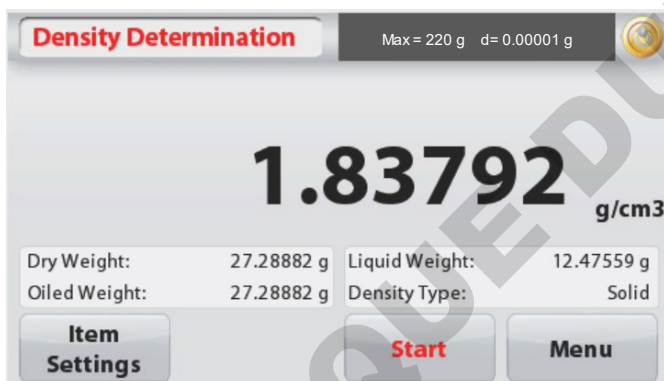 Density Determination Max = 220 g d= 0.00001 g
1.83792 g/cm3
Dry Weight: 27.28882 g Liquid Weight: 12.47559 g
Oiled Weight: 27.28882 g Density Type: Solid
Item
Settings
Start
Menu